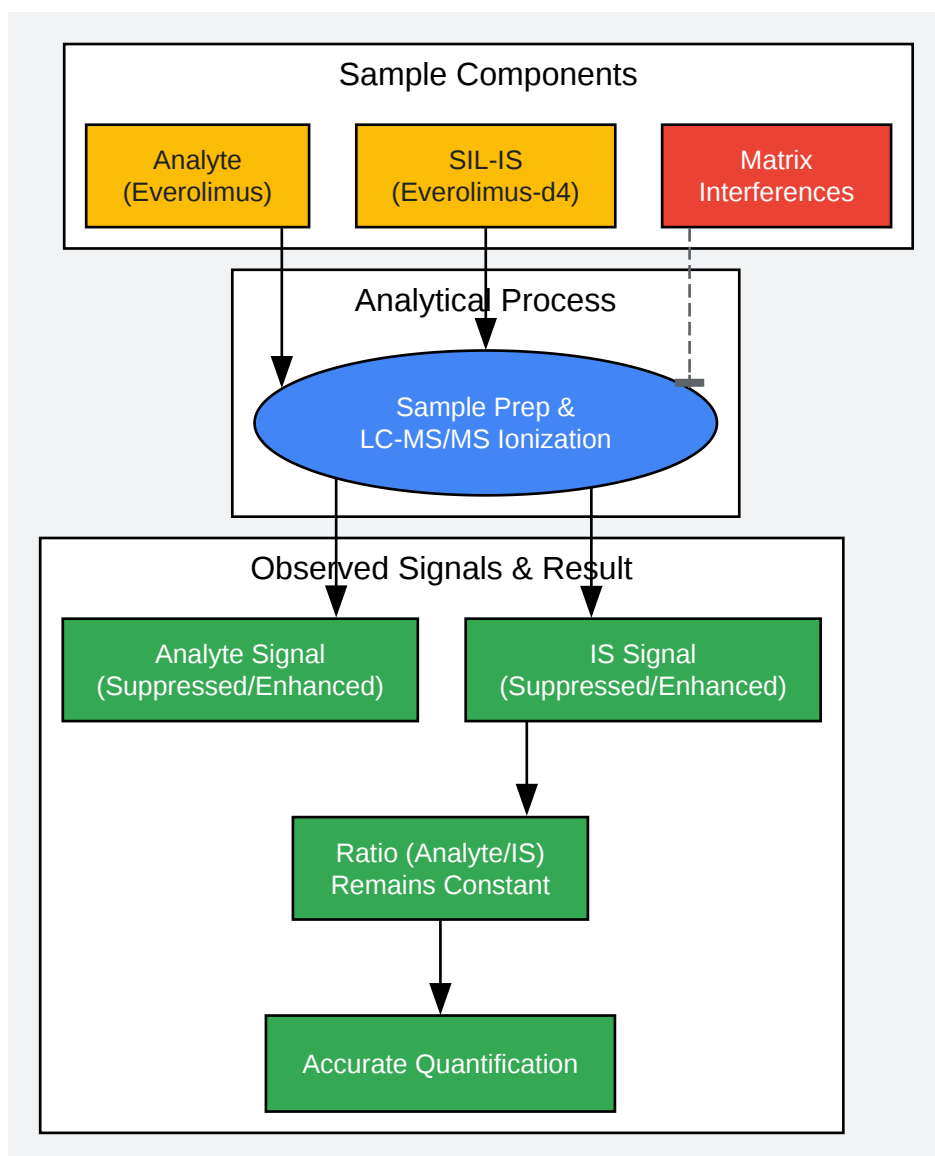 Sample Components
Analyte
(Everolimus)
SIL-IS
(Everolimus-d4)
Matrix
Interferences
Analytical Process
Sample Prep &
LC-MS/MS Ionization
Observed Signals & Result
Analyte Signal
(Suppressed/Enhanced)
IS Signal
(Suppressed/Enhanced)
Ratio (Analyte/IS)
Remains Constant
Accurate Quantification